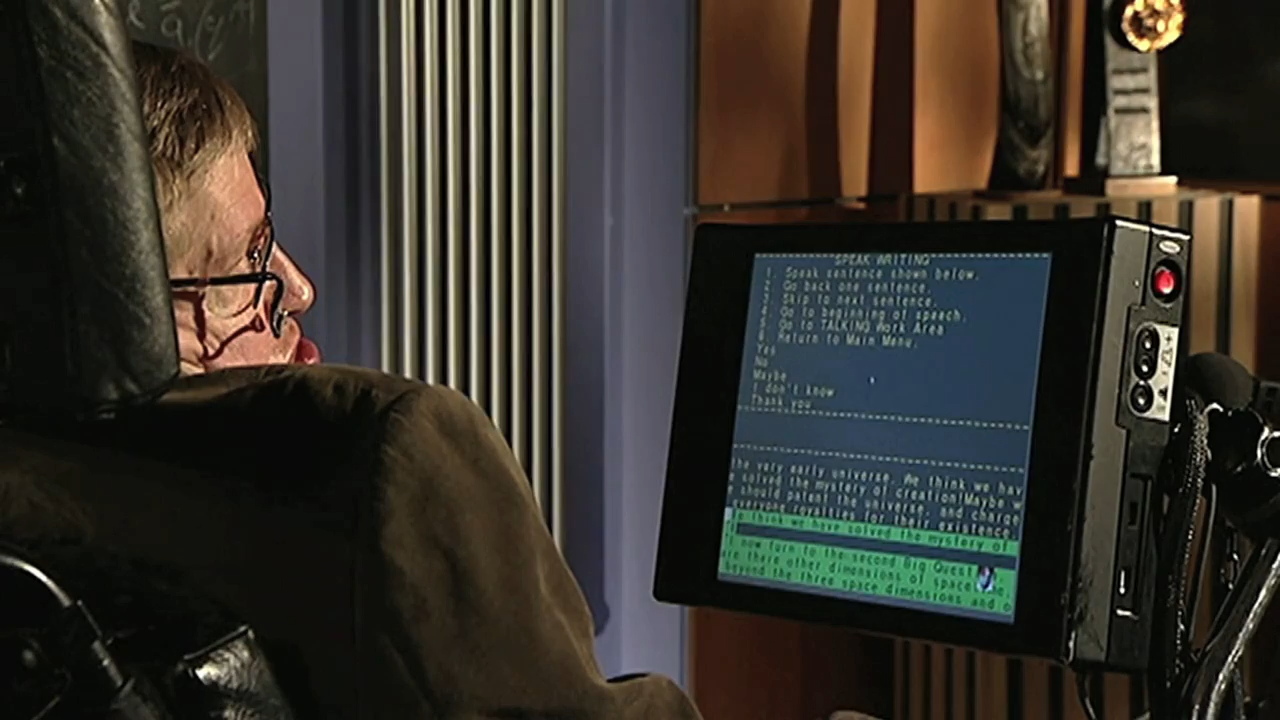 SPEAK WRITING
1. Speak sentence shown below.
2. Go back one sentence.
3. Skip to next sentence.
4. Go to beginning of speech.
5. Go to TALKING Work Area
6. Return to Main Menu.
Yes
No
Maybe
I don't know
Thank you
the very early universe. We think we hav
solved the mystery of creation!Maybe w
should patent the universe, and charge
everyone royalties for their existence.
think we have solved the mystery of
now turn to the second Big Quest
are there other dimensions of space
beyond the three space dimensions and o